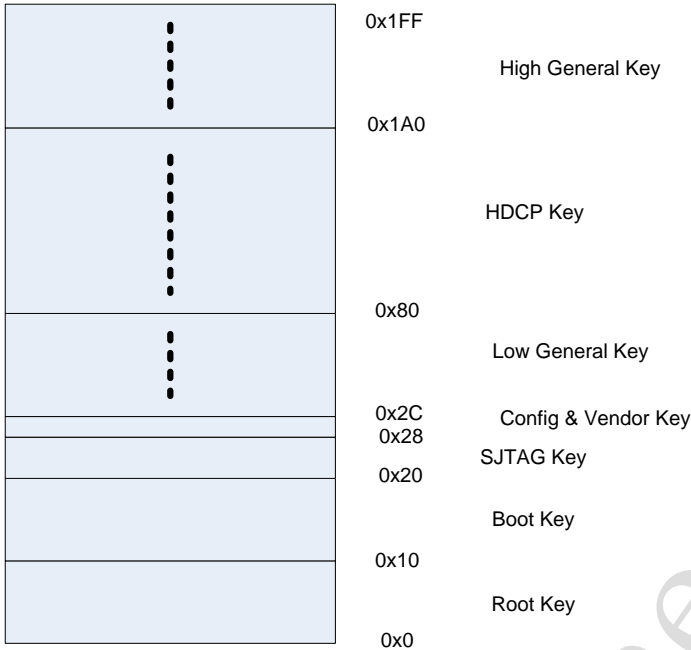 0x1FF
High General Key
0x1A0
HDCP Key
0x80
Low General Key
0x2C
Config & Vendor Key
0x28
SJTAG Key
0x20
Boot Key
0x10
Root Key
0x0